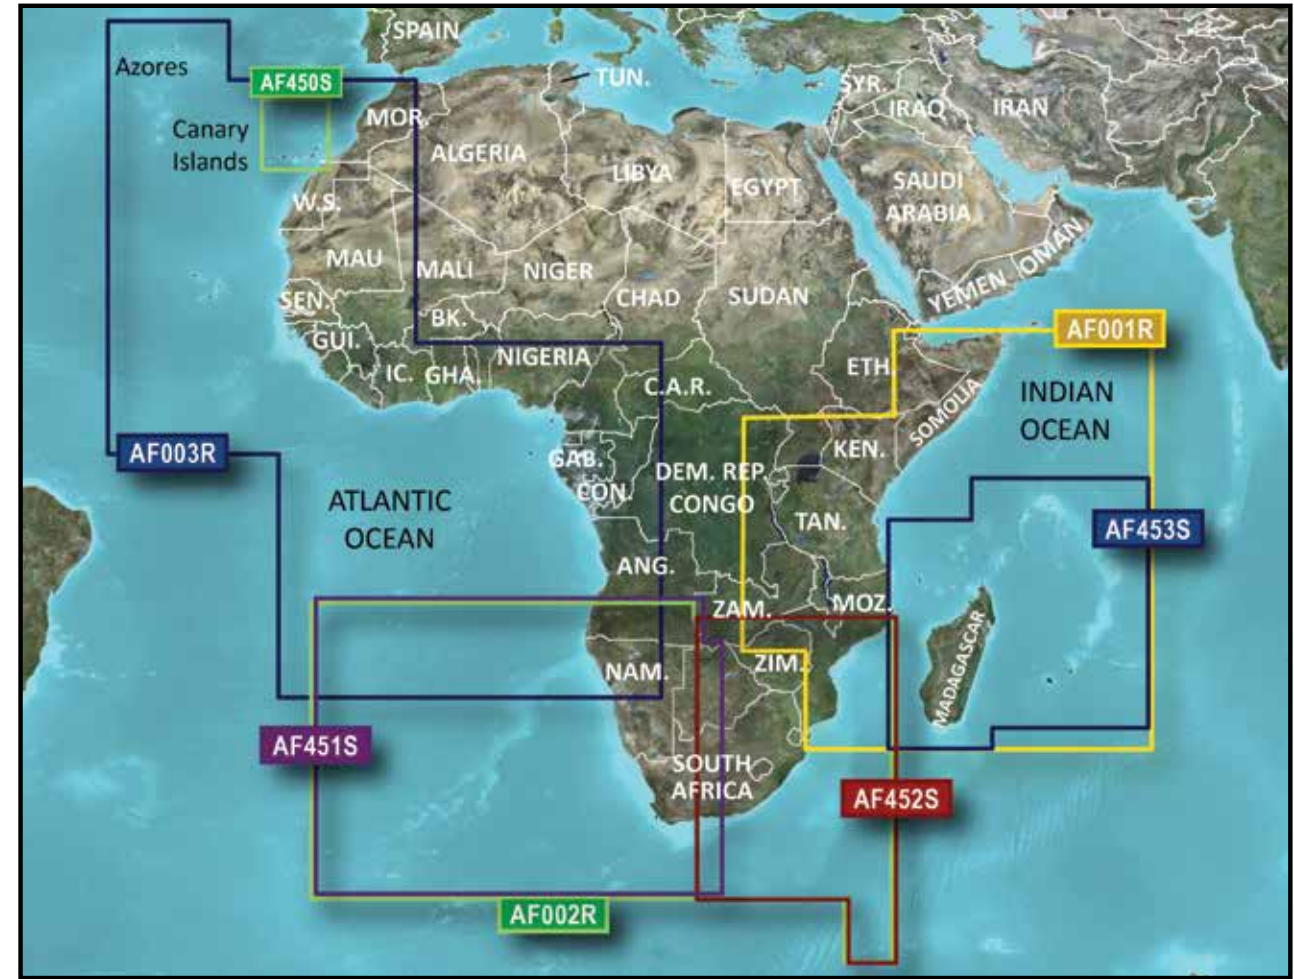 SPAIN
Azores
AF450S
TUN.
SYR.
IRAQ
IRAN
MOR.
Canary
Islands
ALGERIA
LIBYA
EGYPT
SAUDI
ARABIA
W.S.
MAU
MALI
NIGER
CHAD
SUDAN
YEMEN
OMAN
SEN.
BK.
GUI.
NIGERIA
AF001R
IC.
GHA.
C.A.R.
ETH.
SOMOLIA
INDIAN
OCEAN
AF003R
GAB.
CON.
DEM. REP.
CONGO
KEN.
ATLANTIC
OCEAN
TAN.
AF453S
ANG.
ZAM.
MOZ.
NAM.
ZIM.
MADAGASCAR
AF451S
SOUTH
AFRICA
AF452S
AF002R